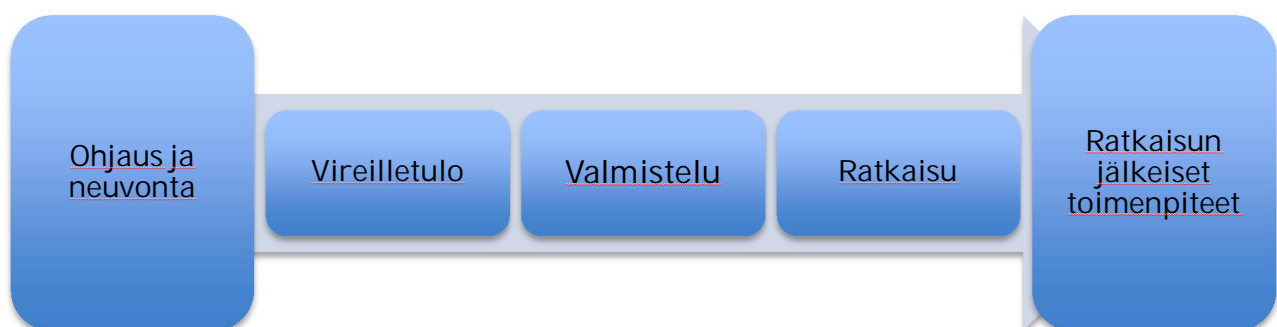 Ohjaus ja
neuvonta
Vireilletulo
Valmistelu
Ratkaisu
Ratkaisun
jälkeiset
toimenpiteet